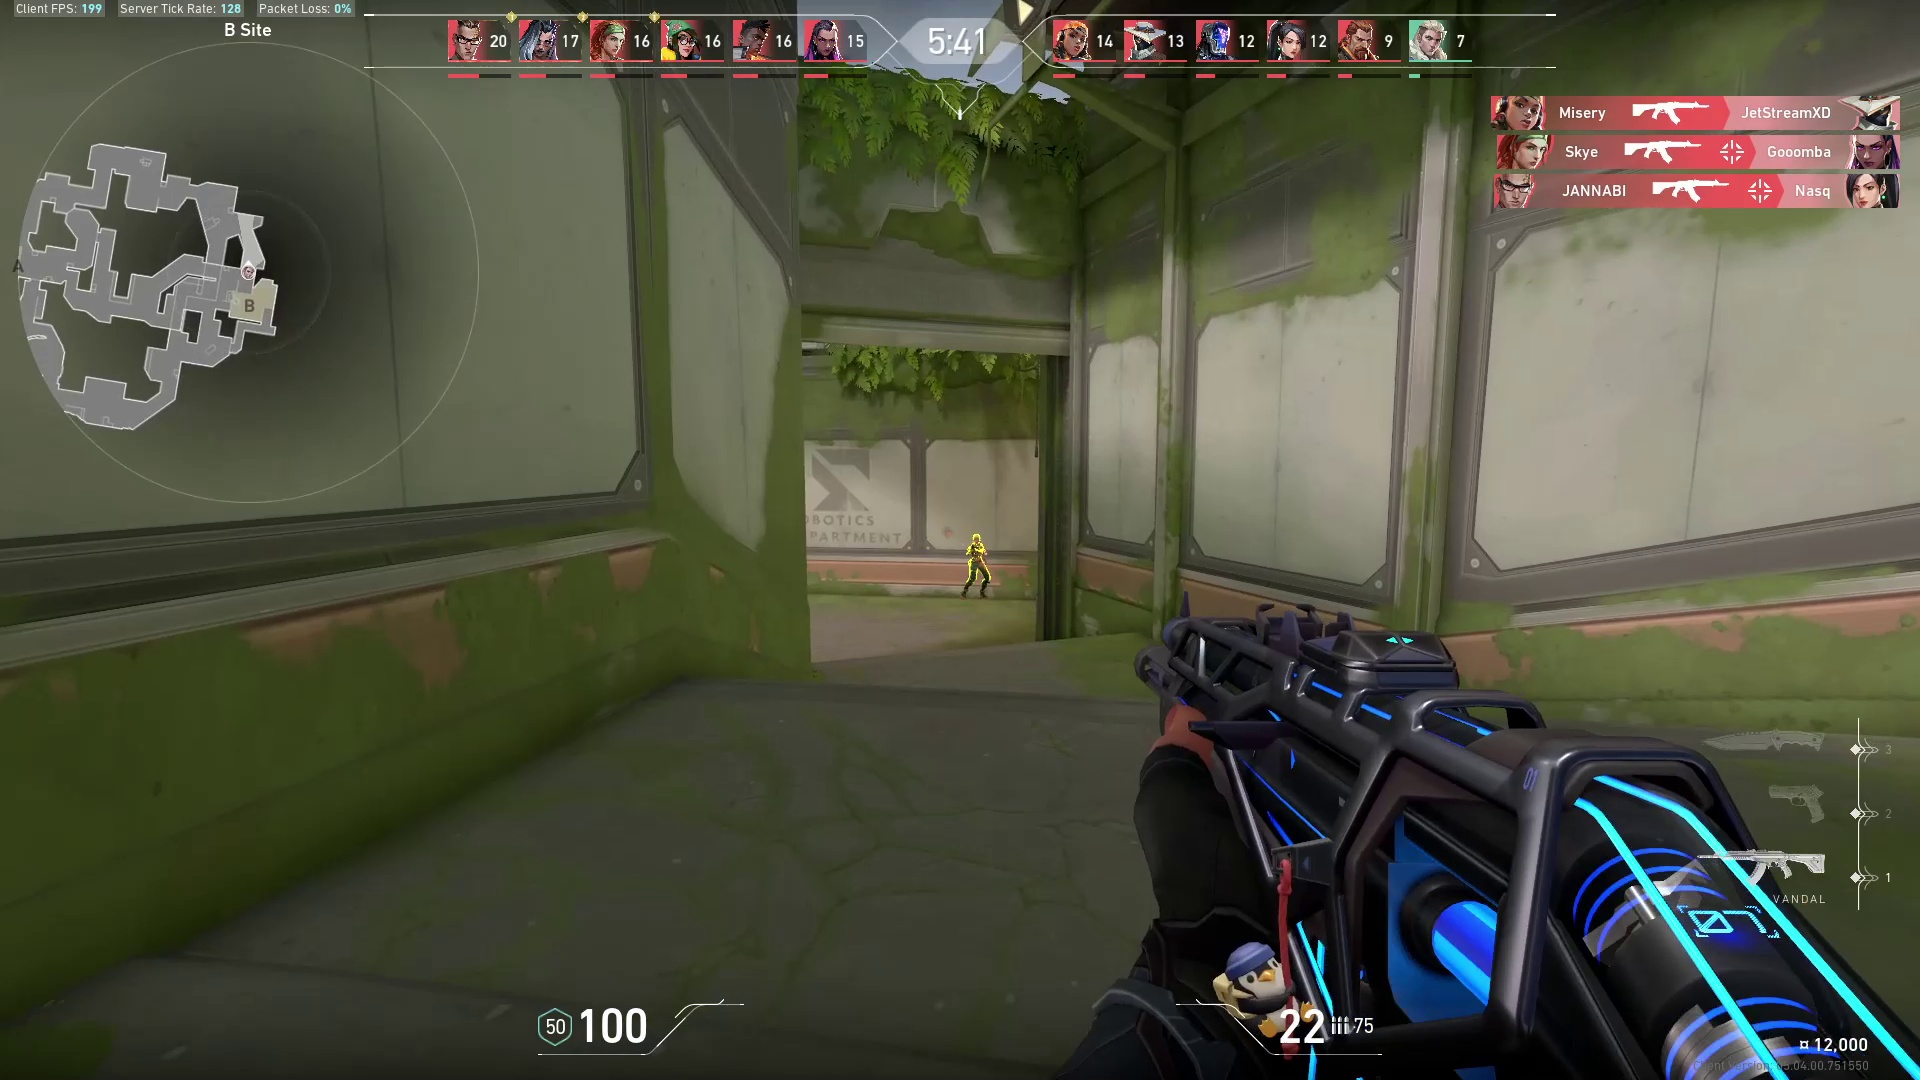 Client FPS: 199 Server Tick Rate: 128 Packet Loss: 0%
B Site
20 17 16 16 16 15 5:41 14 13 12 12 9 7
Misery JetStreamXD
Skye Gooomba
JANNABI Nasq
A
B
OBOTICS
PARTMENT
01
3
2
1
VANDAL
50 100
22 75
¤ 12,000